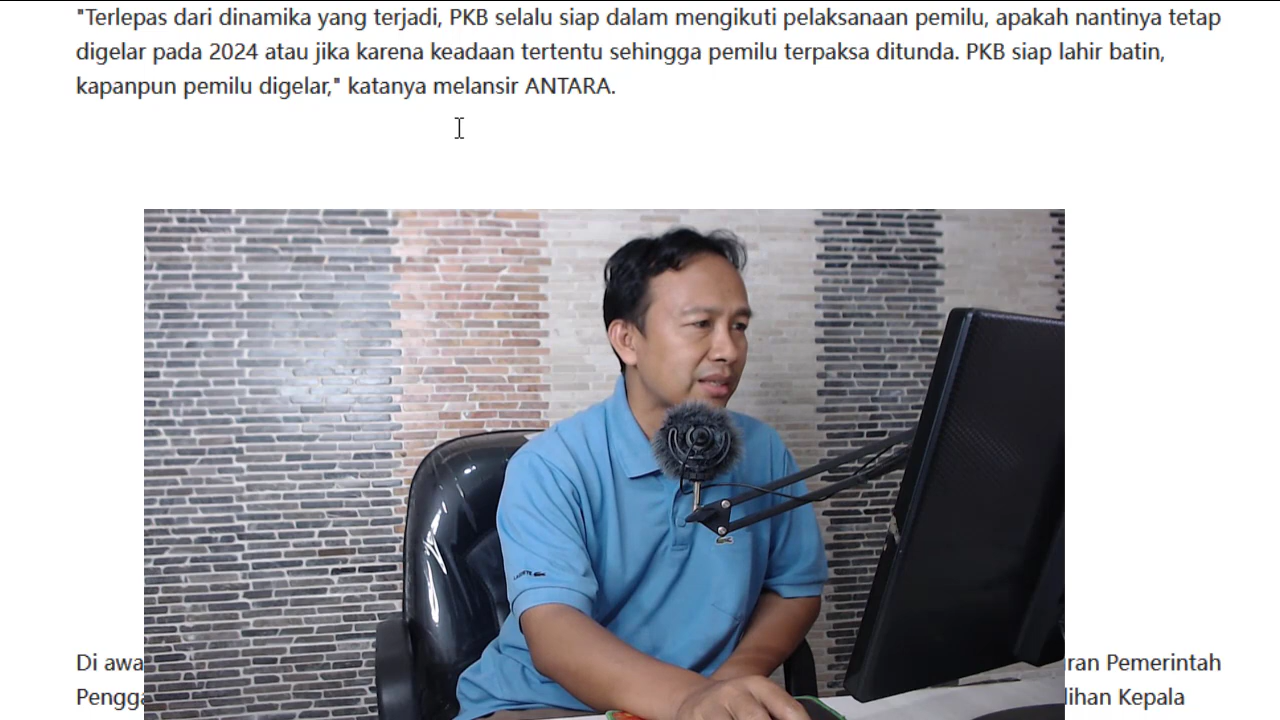 "Terlepas dari dinamika yang terjadi, PKB selalu siap dalam mengikuti pelaksanaan pemilu, apakah nantinya tetap
digelar pada 2024 atau jika karena keadaan tertentu sehingga pemilu terpaksa ditunda. PKB siap lahir batin,
kapanpun pemilu digelar," katanya melansir ANTARA.
LACOSTE
Di awa
ran Pemerintah
Pengga
lihan Kepala